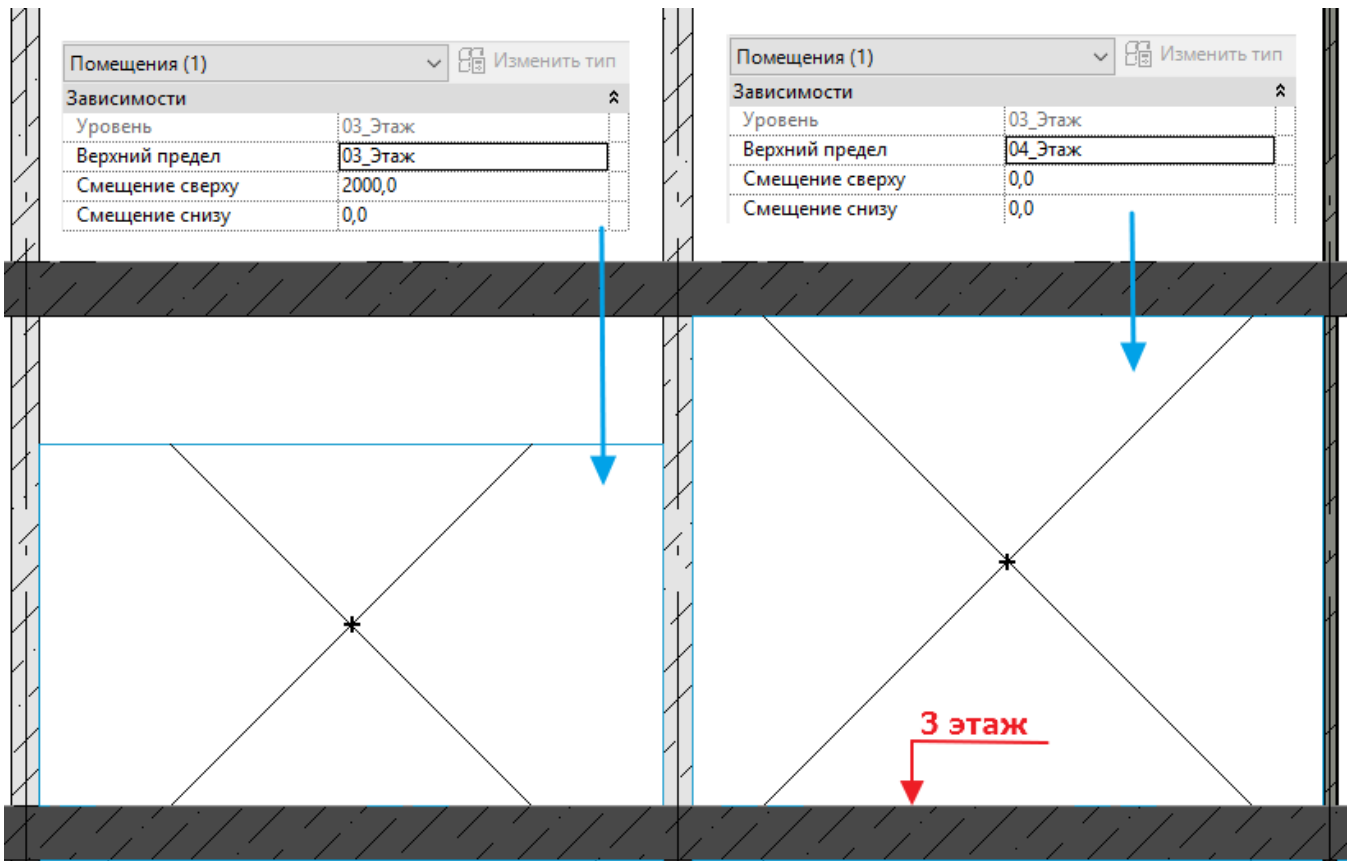 Помещения (1)
Изменить тип
Зависимости
Уровень 03_Этаж
Верхний предел 03_Этаж
Смещение сверху 2000,0
Смещение снизу 0,0
Помещения (1)
Изменить тип
Зависимости
Уровень 03_Этаж
Верхний предел 04_Этаж
Смещение сверху 0,0
Смещение снизу 0,0
3 этаж